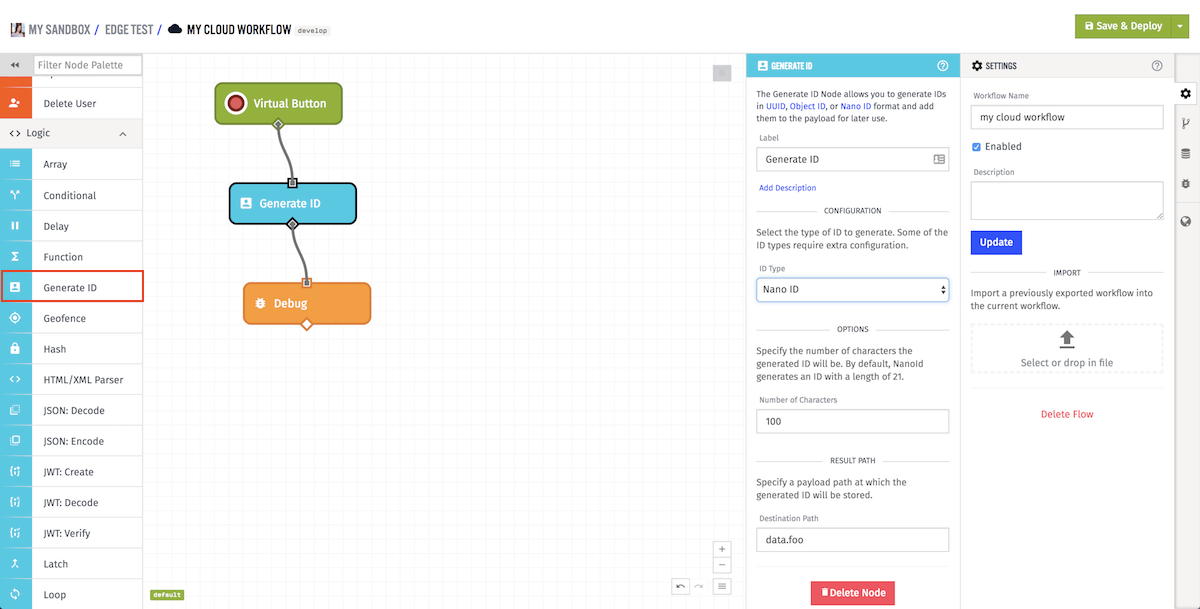 MY SANDBOX / EDGE TEST / MY CLOUD WORKFLOW develop
Save & Deploy
Filter Node Palette
Delete User
Logic
Array
Conditional
Delay
Function
Generate ID
Geofence
Hash
HTML/XML Parser
JSON: Decode
JSON: Encode
JWT: Create
JWT: Decode
JWT: Verify
Latch
Loop
Virtual Button
Generate ID
Debug
default
GENERATE ID
The Generate ID Node allows you to generate IDs
in UUID, Object ID, or Nano ID format and add
them to the payload for later use.
Label
Generate ID
Add Description
CONFIGURATION
Select the type of ID to generate. Some of the
ID types require extra configuration.
ID Type
Nano ID
OPTIONS
Specify the number of characters the
generated ID will be. By default, NanoId
generates an ID with a length of 21.
Number of Characters
100
RESULT PATH
Specify a payload path at which the
generated ID will be stored.
Destination Path
data.foo
Delete Node
SETTINGS
Workflow Name
my cloud workflow
Enabled
Description
Update
IMPORT
Import a previously exported workflow into
the current workflow.
Select or drop in file
Delete Flow